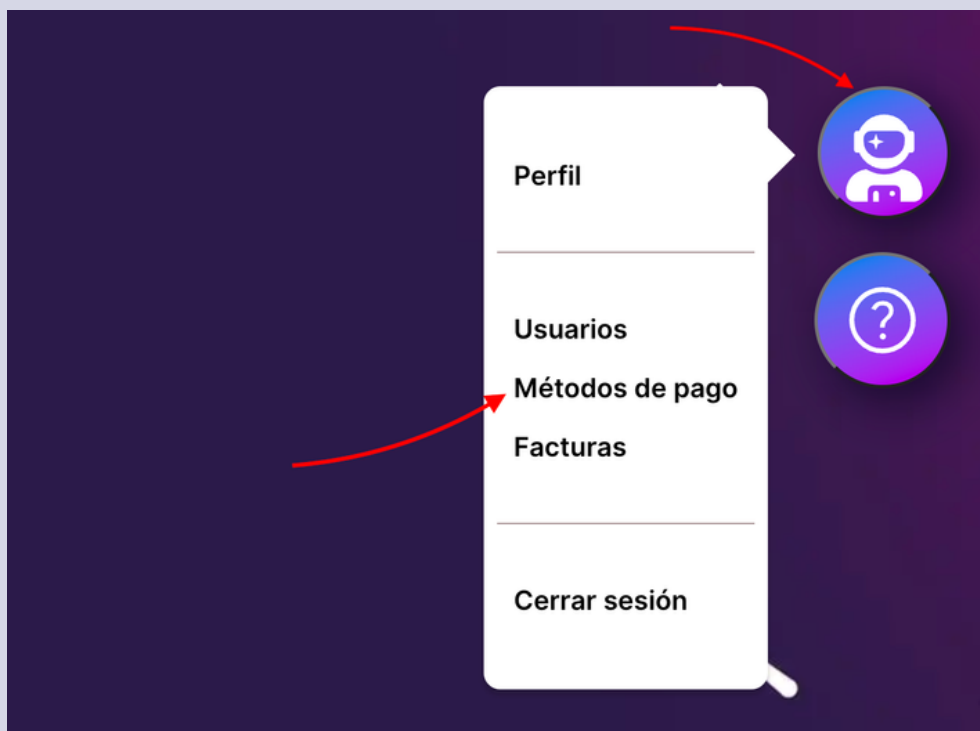 Perfil
Usuarios
Métodos de pago
Facturas
Cerrar sesión